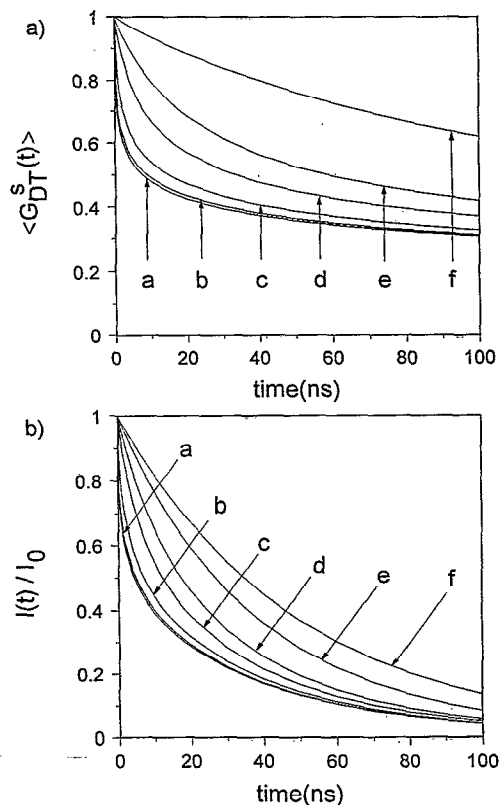 a)
1
0.8
0.6
0.4
0.2
0
<G^S_DT(t)>
a b c d e f
0 20 40 60 80 100
time(ns)
b)
1
0.8
0.6
0.4
0.2
0
I(t) / I_0
a
b
c
d
e
f
0 20 40 60 80 100
time(ns)